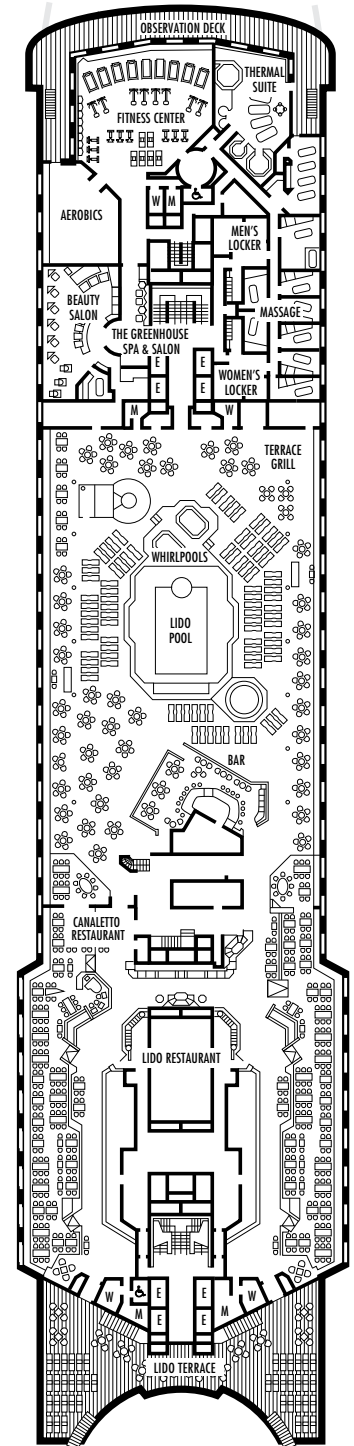 OBSERVATION DECK
THERMAL
SUITE
FITNESS CENTER
W M
AEROBICS
MEN'S
LOCKER
BEAUTY
SALON
MASSAGE
THE GREENHOUSE
SPA & SALON
E E
E E
WOMEN'S
LOCKER
M W
TERRACE
GRILL
WHIRLPOOLS
LIDO
POOL
BAR
CANALETTO
RESTAURANT
LIDO RESTAURANT
W M E E M W
E E
LIDO TERRACE